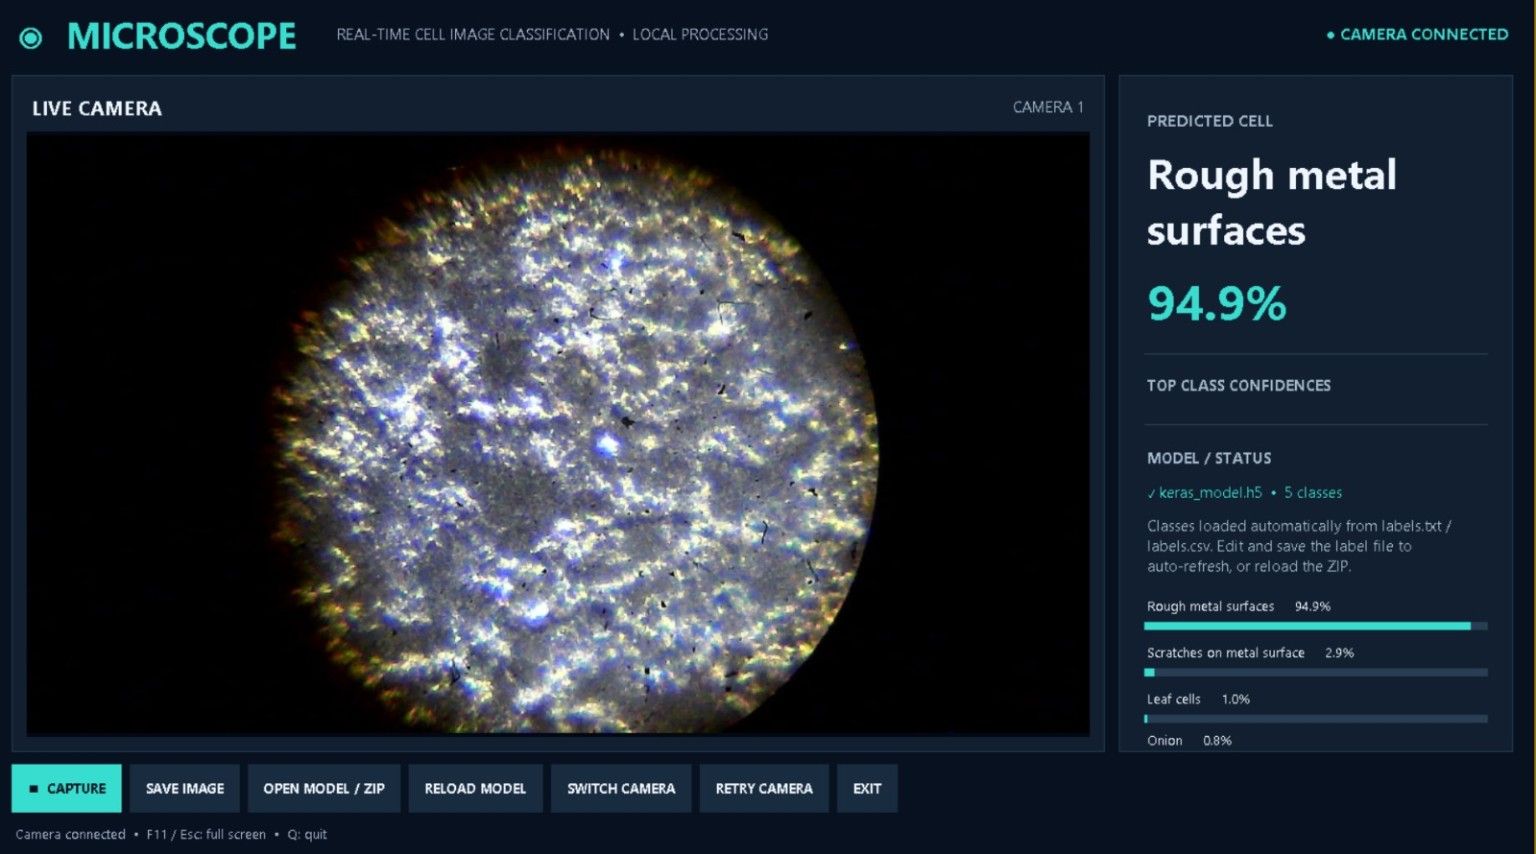 MICROSCOPE
REAL-TIME CELL IMAGE CLASSIFICATION • LOCAL PROCESSING
● CAMERA CONNECTED
LIVE CAMERA
CAMERA 1
PREDICTED CELL
Rough metal
surfaces
94.9%
TOP CLASS CONFIDENCES
MODEL / STATUS
✓ keras_model.h5 • 5 classes
Classes loaded automatically from labels.txt /
labels.csv. Edit and save the label file to
auto-refresh, or reload the ZIP.
Rough metal surfaces 94.9%
Scratches on metal surface 2.9%
Leaf cells 1.0%
Onion 0.8%
■ CAPTURE
SAVE IMAGE
OPEN MODEL / ZIP
RELOAD MODEL
SWITCH CAMERA
RETRY CAMERA
EXIT
Camera connected • F11 / Esc: full screen • Q: quit